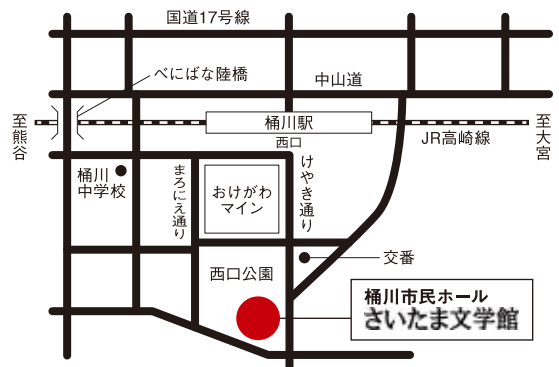 国道17号線
べにばな陸橋
中山道
至熊谷
桶川駅
西口
JR高崎線
至大宮
桶川
中学校
まろにえ通り
おけがわ
マイン
けやき通り
西口公園
交番
桶川市民ホール
さいたま文学館